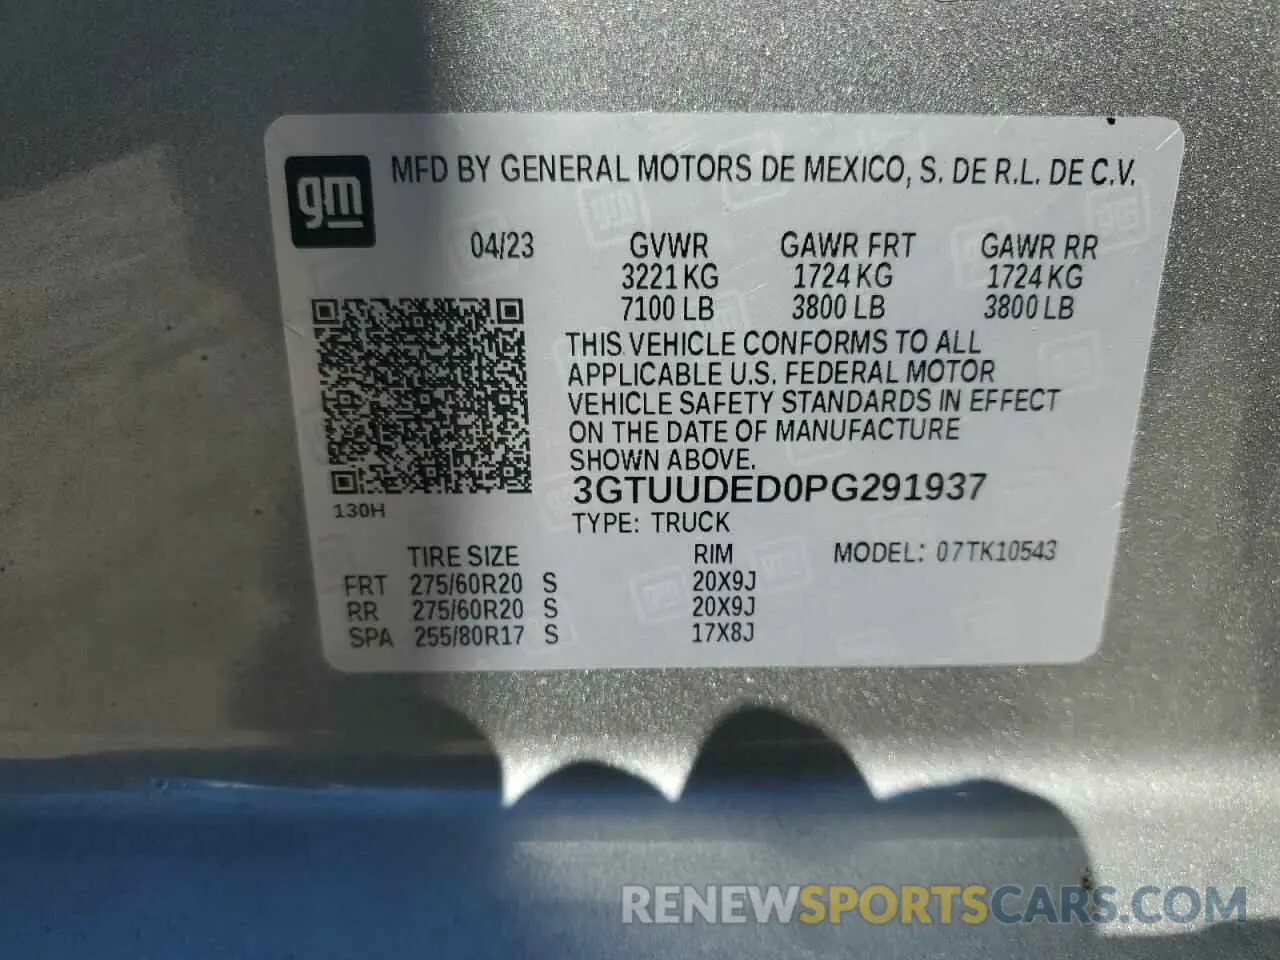 gm
MFD BY GENERAL MOTORS DE MEXICO, S. DE R.L. DE C.V.
04/23 GVWR GAWR FRT GAWR RR
3221 KG 1724 KG 1724 KG
7100 LB 3800 LB 3800 LB
THIS VEHICLE CONFORMS TO ALL
APPLICABLE U.S. FEDERAL MOTOR
VEHICLE SAFETY STANDARDS IN EFFECT
ON THE DATE OF MANUFACTURE
SHOWN ABOVE.
3GTUUDED0PG291937
130H
TYPE: TRUCK
TIRE SIZE RIM MODEL: 07TK10543
FRT 275/60R20 S 20X9J
RR 275/60R20 S 20X9J
SPA 255/80R17 S 17X8J
RENEWSPORTSCARS.COM